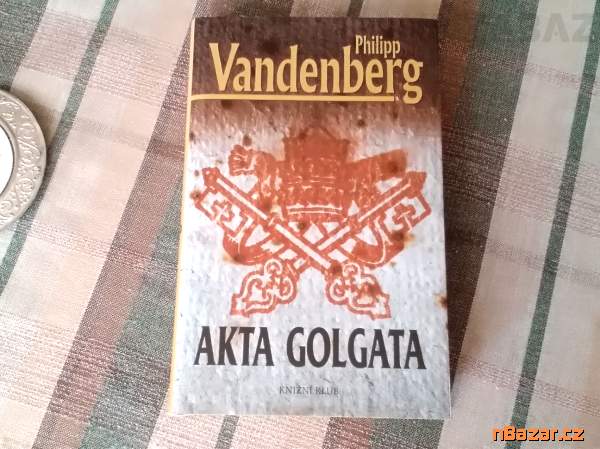 Philipp
Vandenberg
AKTA GOLGATA
KNIŽNÍ KLUB
nBazar.cz